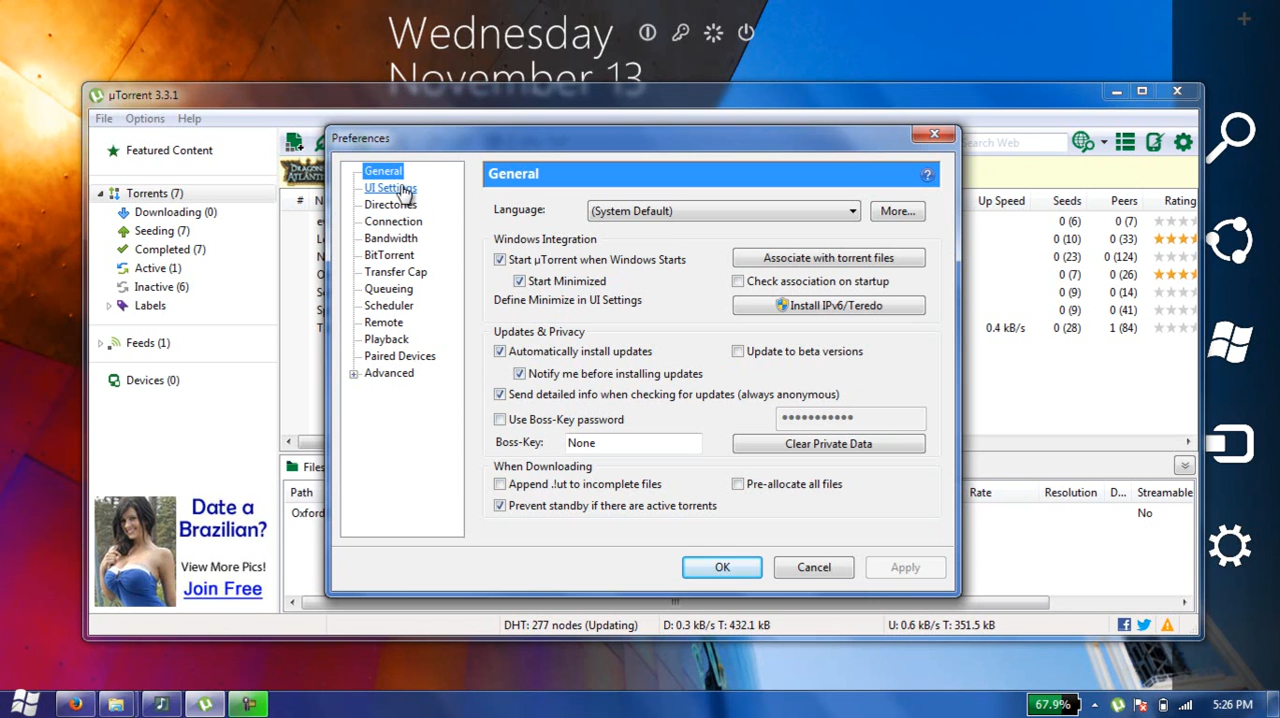 Wednesday
November 13
µTorrent 3.3.1
File Options Help
Search Web
Featured Content
Torrents (7)
Downloading (0)
Seeding (7)
Completed (7)
Active (1)
Inactive (6)
Labels
Feeds (1)
Devices (0)
Date a
Brazilian?
View More Pics!
Join Free
# Up Speed Seeds Peers Rating
0 (6) 0 (7)
0 (10) 0 (33)
0 (23) 0 (124)
0 (7) 0 (26)
0 (9) 0 (14)
0 (9) 0 (41)
0.4 kB/s 0 (28) 1 (84)
Preferences
General
UI Settings
Directories
Connection
Bandwidth
BitTorrent
Transfer Cap
Queueing
Scheduler
Remote
Playback
Paired Devices
Advanced
General
Language: (System Default) More...
Windows Integration
Start µTorrent when Windows Starts Associate with torrent files
Start Minimized Check association on startup
Define Minimize in UI Settings Install IPv6/Teredo
Updates & Privacy
Automatically install updates Update to beta versions
Notify me before installing updates
Send detailed info when checking for updates (always anonymous)
Use Boss-Key password
Boss-Key: None Clear Private Data
When Downloading
Append .!ut to incomplete files Pre-allocate all files
Prevent standby if there are active torrents
OK Cancel Apply
Files
Path Rate Resolution D... Streamable
Oxford No
DHT: 277 nodes (Updating) D: 0.3 kB/s T: 432.1 kB U: 0.6 kB/s T: 351.5 kB
67.9% 5:26 PM